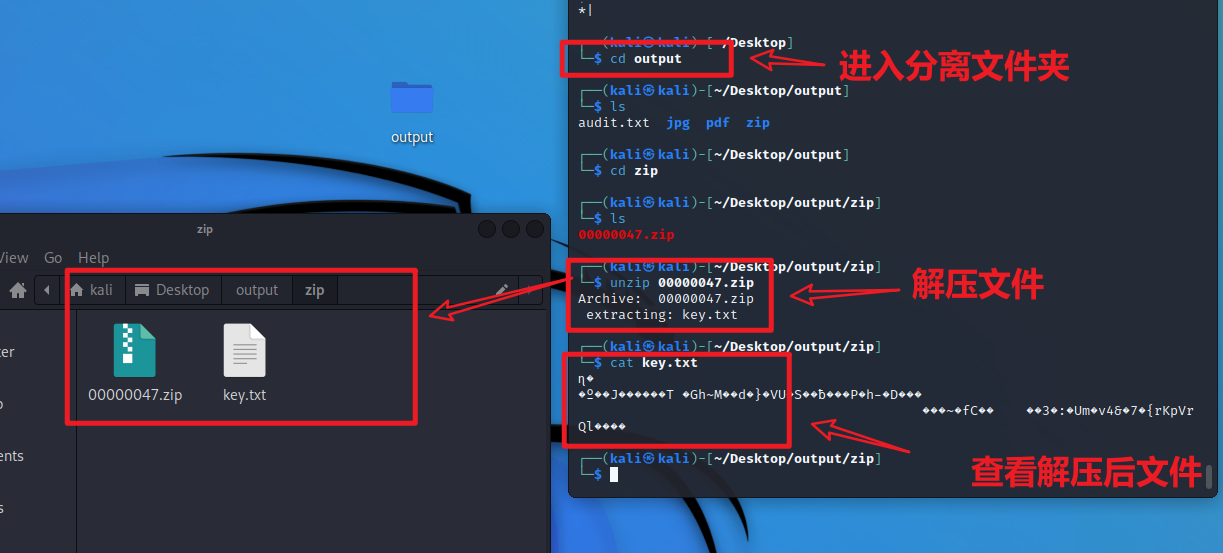 *|
(kali㉿kali)-[~/Desktop]
$ cd output
进入分离文件夹
(kali㉿kali)-[~/Desktop/output]
$ ls
audit.txt jpg pdf zip
(kali㉿kali)-[~/Desktop/output]
$ cd zip
(kali㉿kali)-[~/Desktop/output/zip]
$ ls
00000047.zip
(kali㉿kali)-[~/Desktop/output/zip]
$ unzip 00000047.zip
Archive: 00000047.zip
extracting: key.txt
解压文件
(kali㉿kali)-[~/Desktop/output/zip]
$ cat key.txt
η�
�º��J������T �Gh~M��d�}�VU�S��ƀ���P�h-�D���
���~�fC�� ��3�:�Um�v4&�7�{rKpVr
Ql����
(kali㉿kali)-[~/Desktop/output/zip]
$
查看解压后文件
output
zip
View Go Help
kali Desktop output zip
00000047.zip key.txt